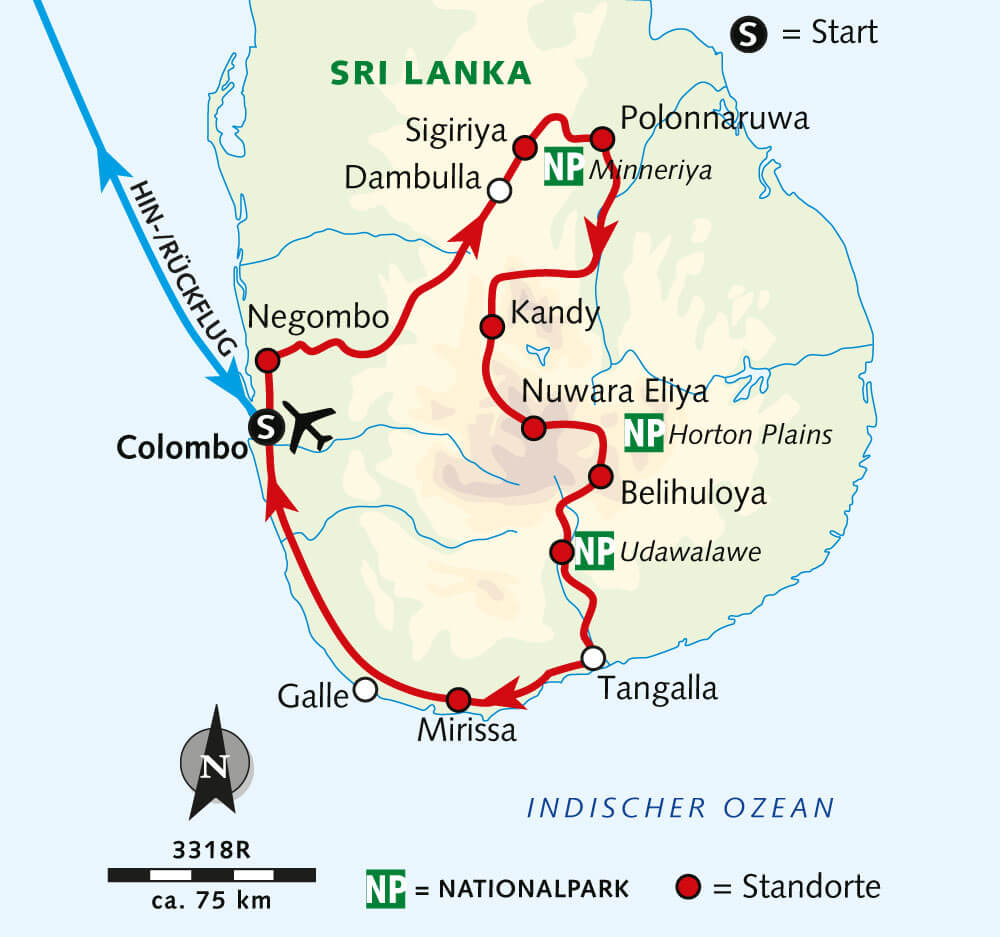 S = Start
SRI LANKA
Polonnaruwa
Sigiriya
NP Minneriya
Dambulla
HIN-/RÜCKFLUG
Negombo
Kandy
Nuwara Eliya
S
NP Horton Plains
Colombo
Belihuloya
NP Udawalawe
Tangalla
Galle
Mirissa
N
INDISCHER OZEAN
3318R
ca. 75 km
NP = NATIONALPARK
= Standorte